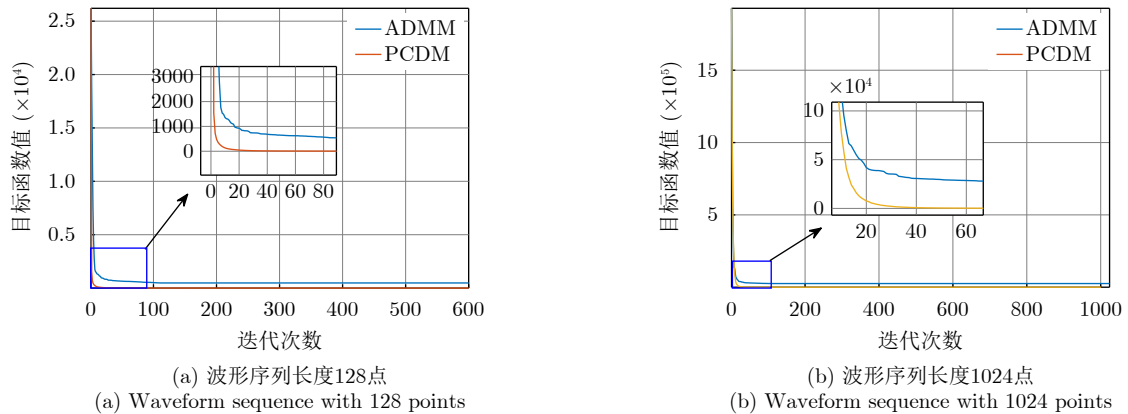 2.5
2.0
1.5
1.0
0.5
目标函数值 (×10⁴)
ADMM
PCDM
3000
2000
1000
0
0 20 40 60 80
0 100 200 300 400 500 600
迭代次数
(a) 波形序列长度128点
(a) Waveform sequence with 128 points
15
10
5
目标函数值 (×10⁵)
ADMM
PCDM
×10⁴
10
5
0
20 40 60
0 200 400 600 800 1000
迭代次数
(b) 波形序列长度1024点
(b) Waveform sequence with 1024 points